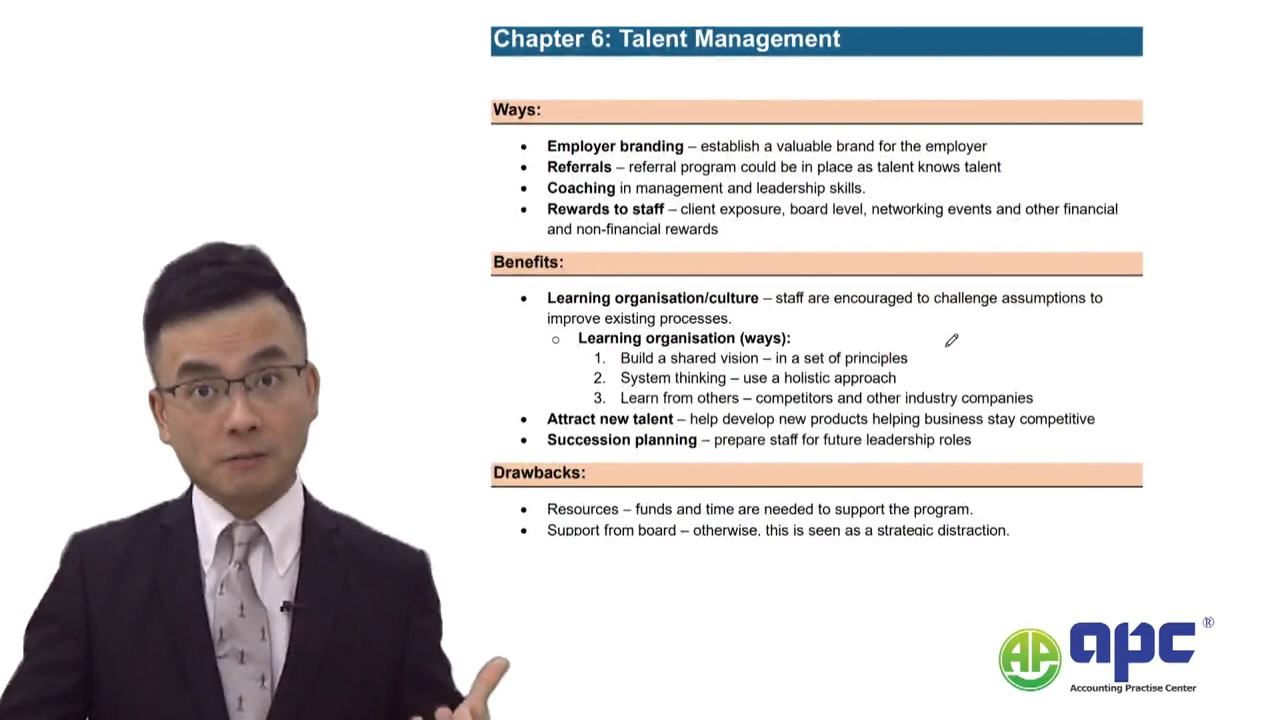 Chapter 6: Talent Management
Ways:
• Employer branding – establish a valuable brand for the employer
• Referrals – referral program could be in place as talent knows talent
• Coaching in management and leadership skills.
• Rewards to staff – client exposure, board level, networking events and other financial
and non-financial rewards
Benefits:
• Learning organisation/culture – staff are encouraged to challenge assumptions to
improve existing processes.
o Learning organisation (ways):
1. Build a shared vision – in a set of principles
2. System thinking – use a holistic approach
3. Learn from others – competitors and other industry companies
• Attract new talent – help develop new products helping business stay competitive
• Succession planning – prepare staff for future leadership roles
Drawbacks:
• Resources – funds and time are needed to support the program.
• Support from board – otherwise, this is seen as a strategic distraction.
AP apc ®
Accounting Practise Center